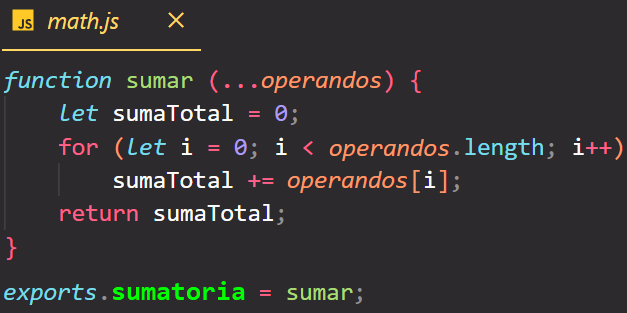 JS math.js ×
function sumar (...operandos) {
    let sumaTotal = 0;
    for (let i = 0; i < operandos.length; i++)
        sumaTotal += operandos[i];
    return sumaTotal;
}
exports.sumatoria = sumar;